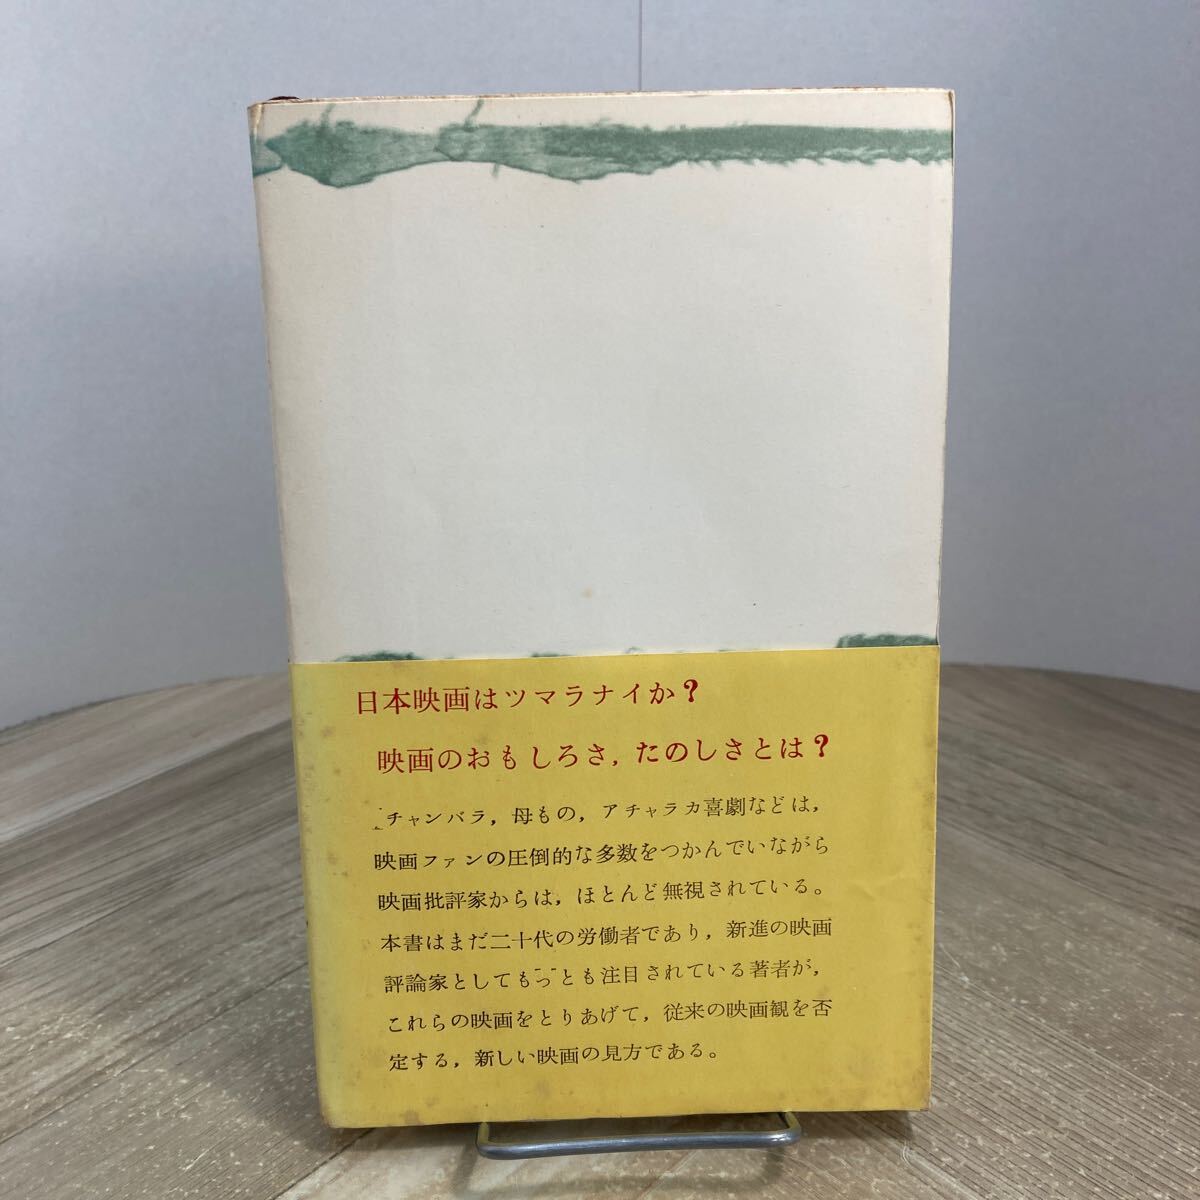 日本映画はツマラナイか?
映画のおもしろさ,たのしさとは?
チャンバラ,母もの,アチャラカ喜劇などは,
映画ファンの圧倒的な多数をつかんでいながら
映画批評家からは,ほとんど無視されている。
本書はまだ二十代の労働者であり,新進の映画
評論家としてもっとも注目されている著者が,
これらの映画をとりあげて,従来の映画観を否
定する,新しい映画の見方である。